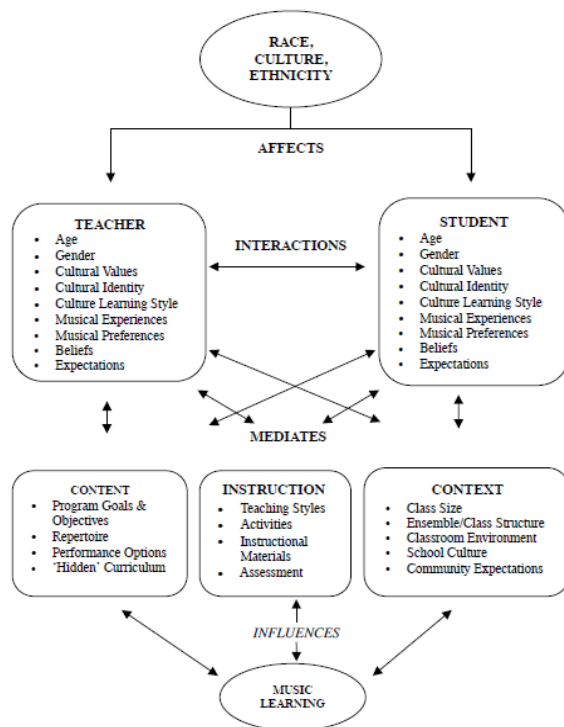 RACE,
CULTURE,
ETHNICITY
AFFECTS
TEACHER
• Age
• Gender
• Cultural Values
• Cultural Identity
• Culture Learning Style
• Musical Experiences
• Musical Preferences
• Beliefs
• Expectations
INTERACTIONS
STUDENT
• Age
• Gender
• Cultural Values
• Cultural Identity
• Culture Learning Style
• Musical Experiences
• Musical Preferences
• Beliefs
• Expectations
MEDIATES
CONTENT
• Program Goals &
Objectives
• Repertoire
• Performance Options
• ‘Hidden’ Curriculum
INSTRUCTION
• Teaching Styles
• Activities
• Instructional
Materials
• Assessment
CONTEXT
• Class Size
• Ensemble/Class Structure
• Classroom Environment
• School Culture
• Community Expectations
INFLUENCES
MUSIC
LEARNING